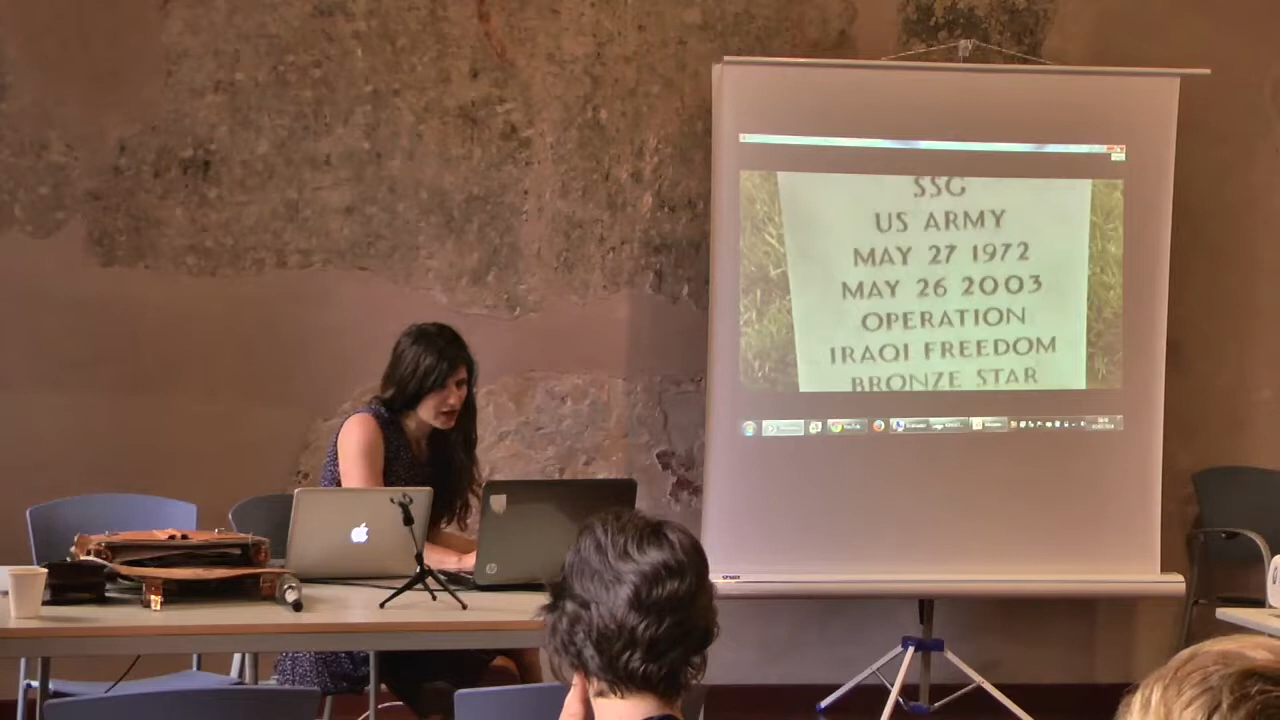 SSG
US ARMY
MAY 27 1972
MAY 26 2003
OPERATION
IRAQI FREEDOM
BRONZE STAR